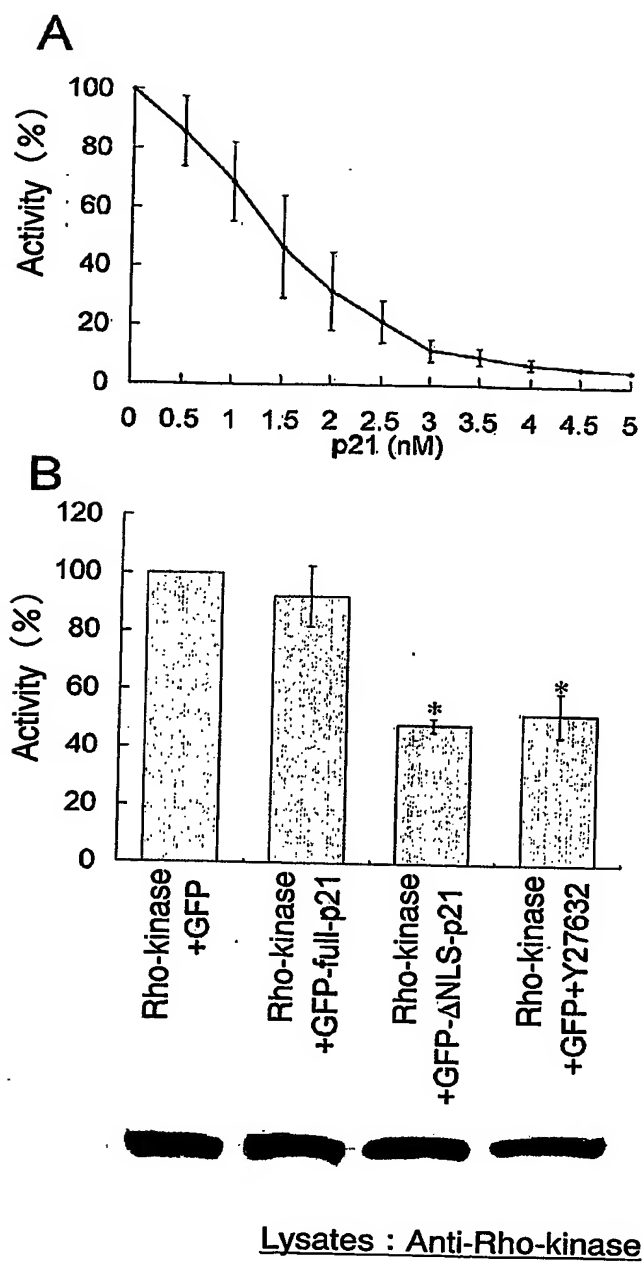 A
Activity (%)
100
80
60
40
20
0
0 0.5 1 1.5 2 2.5 3 3.5 4 4.5 5
p21 (nM)
B
Activity (%)
120
100
80
60
40
20
0
* *
Rho-kinase
+GFP
Rho-kinase
+GFP-full-p21
Rho-kinase
+GFP-ΔNLS-p21
Rho-kinase
+GFP+Y27632
Lysates : Anti-Rho-kinase